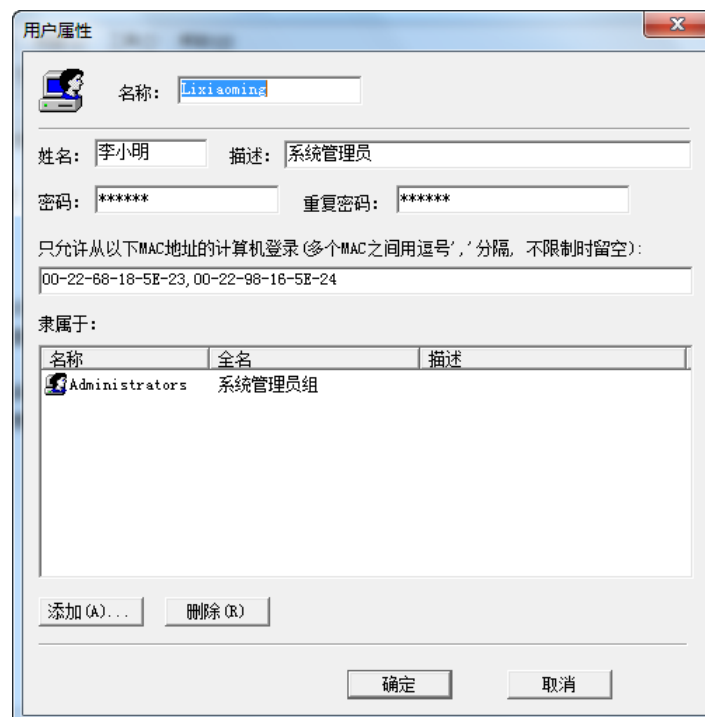 用户属性
名称: Lixiaoming
姓名: 李小明 描述: 系统管理员
密码: ****** 重复密码: ******
只允许从以下MAC地址的计算机登录(多个MAC之间用逗号','分隔, 不限制时留空):
00-22-68-18-5E-23,00-22-98-16-5E-24
隶属于:
名称 全名 描述
Administrators 系统管理员组
添加(A)... 删除(R)
确定 取消